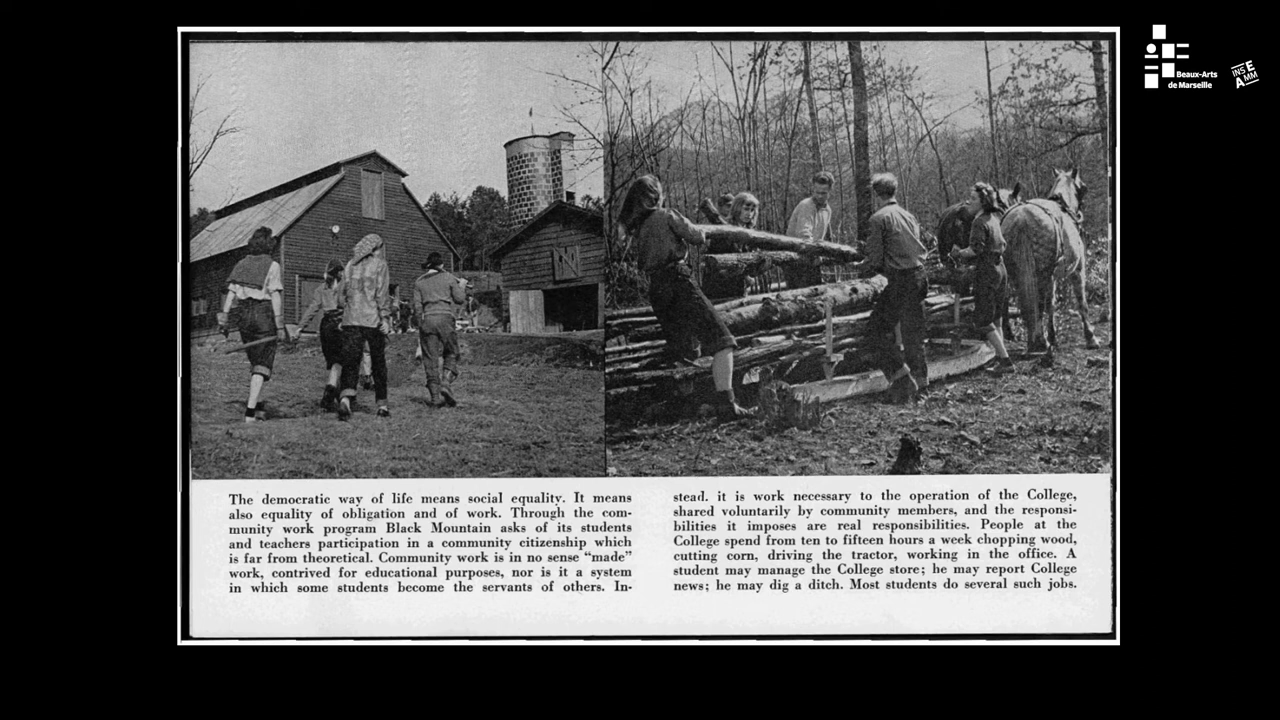 The democratic way of life means social equality. It means
also equality of obligation and of work. Through the com-
munity work program Black Mountain asks of its students
and teachers participation in a community citizenship which
is far from theoretical. Community work is in no sense “made”
work, contrived for educational purposes, nor is it a system
in which some students become the servants of others. In-
stead. it is work necessary to the operation of the College,
shared voluntarily by community members, and the responsi-
bilities it imposes are real responsibilities. People at the
College spend from ten to fifteen hours a week chopping wood,
cutting corn, driving the tractor, working in the office. A
student may manage the College store; he may report College
news; he may dig a ditch. Most students do several such jobs.
Beaux-Arts
de Marseille
INS
E
A
MM